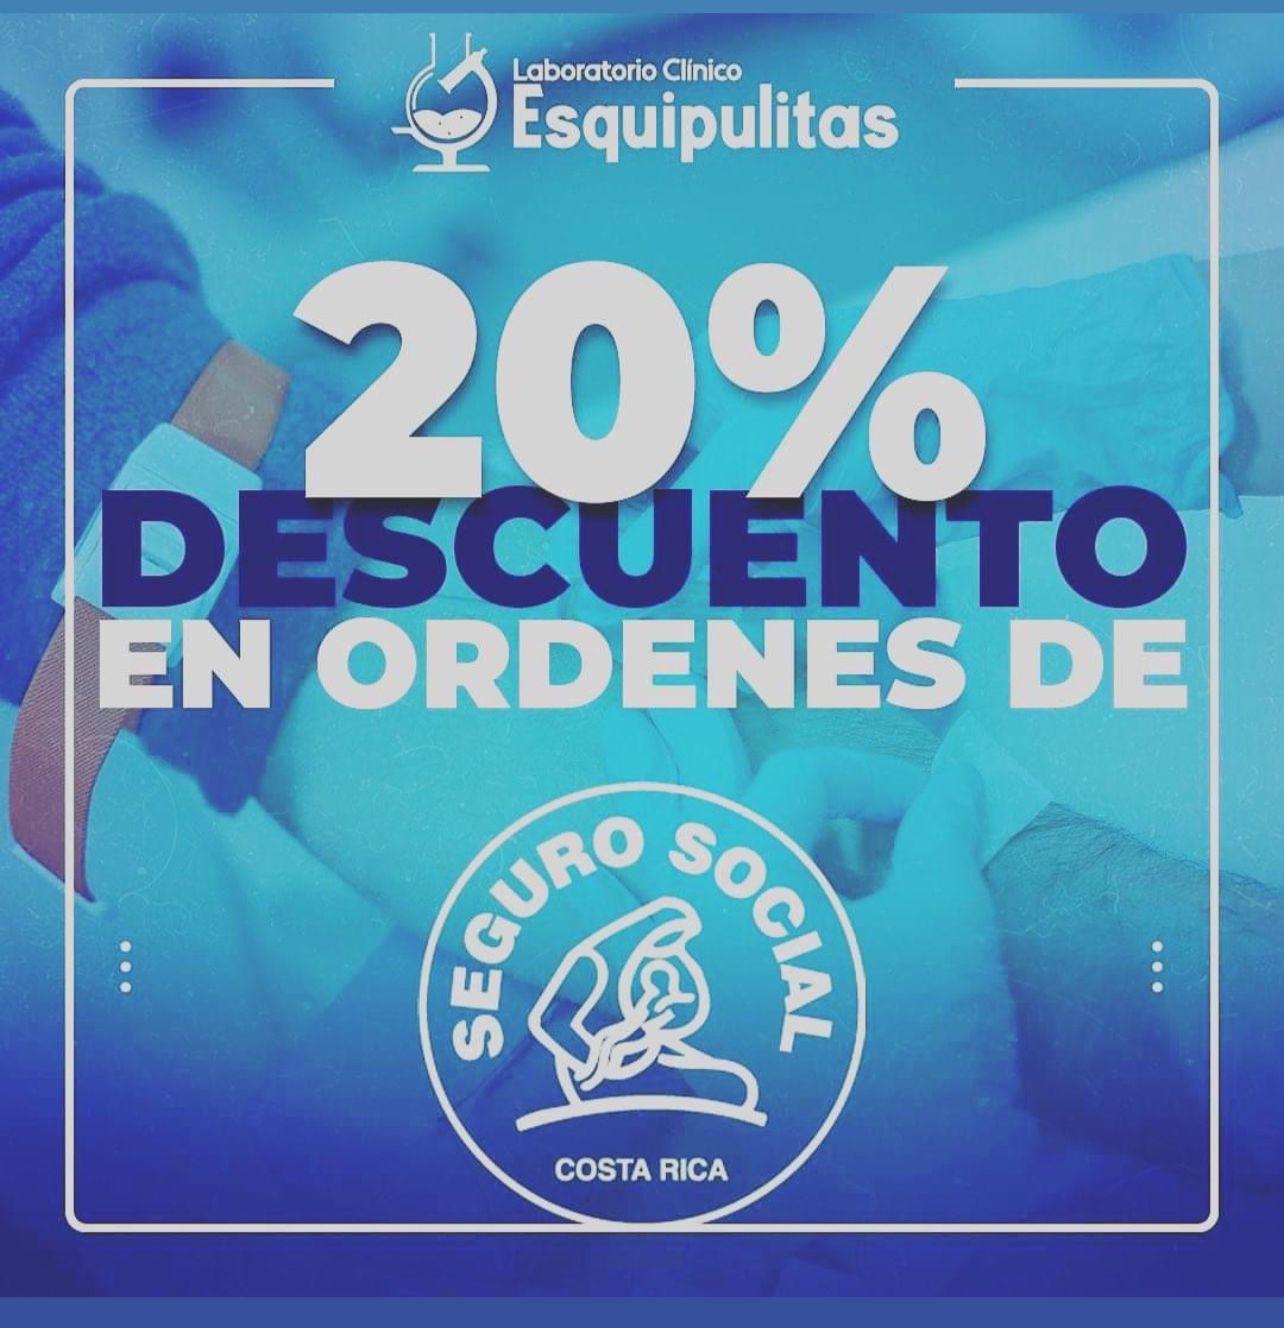 Laboratorio Clínico
Esquipulitas
20%
DESCUENTO
EN ORDENES DE
SEGURO SOCIAL
COSTA RICA